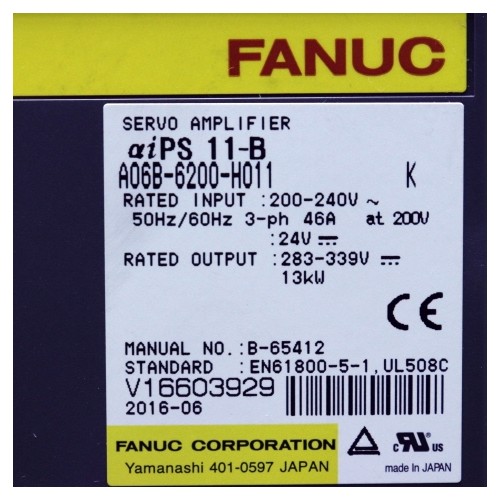 FANUC
SERVO AMPLIFIER
αiPS 11-B
A06B-6200-H011 K
RATED INPUT :200-240V ~
50Hz/60Hz 3-ph 46A at 200V
:24V ⎓
RATED OUTPUT :283-339V ⎓
13kW
CE
MANUAL NO.:B-65412
STANDARD :EN61800-5-1,UL508C
V16603929
2016-06
FANUC CORPORATION
Yamanashi 401-0597 JAPAN
c RU US
made in JAPAN